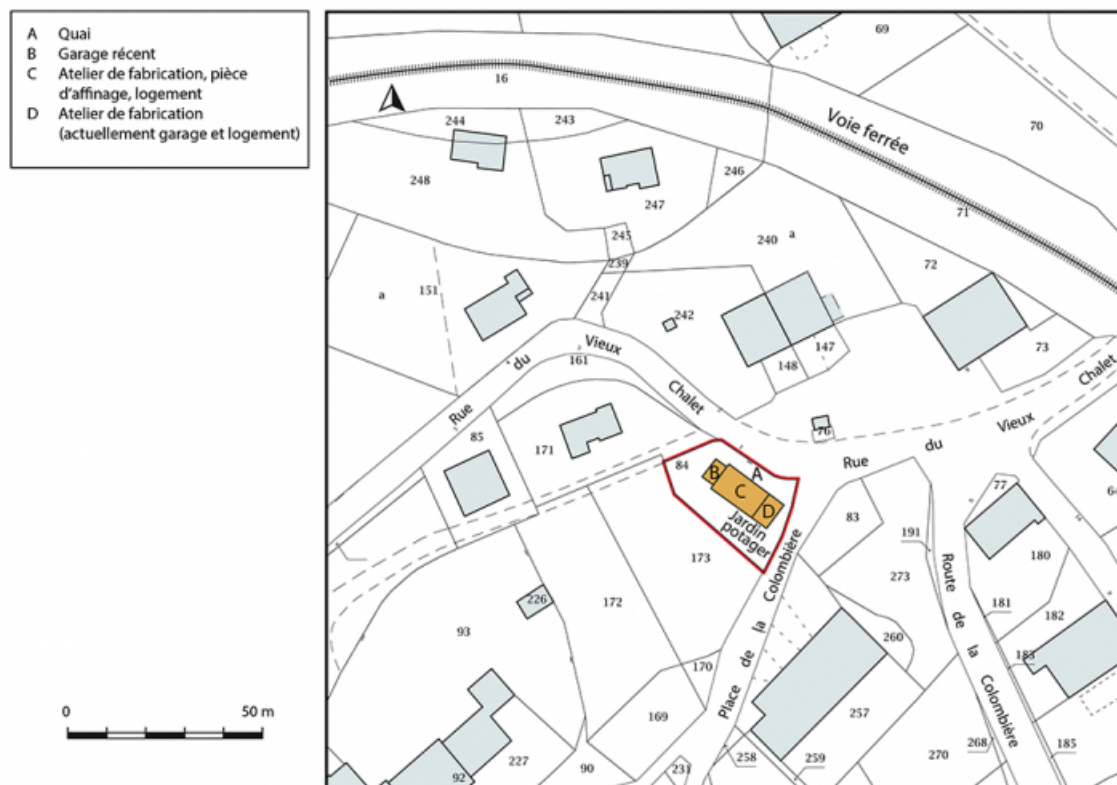 A Quai
B Garage récent
C Atelier de fabrication, pièce
d'affinage, logement
D Atelier de fabrication
(actuellement garage et logement)
0 50 m
69
16
70
Voie ferrée
244
243
246
248
247
71
245
240 a
239
72
a
151
241
242
147
148
73
Rue du Vieux Chalet
161
85
171
76
Rue du Vieux Chalet
84
A
B
C
D
Jardin
potager
83
77
64
191
173
273
180
Route de la Colombière
226
172
181
182
93
260
183
170
Place de la Colombière
169
257
268
185
227
258
259
270
90
231
92